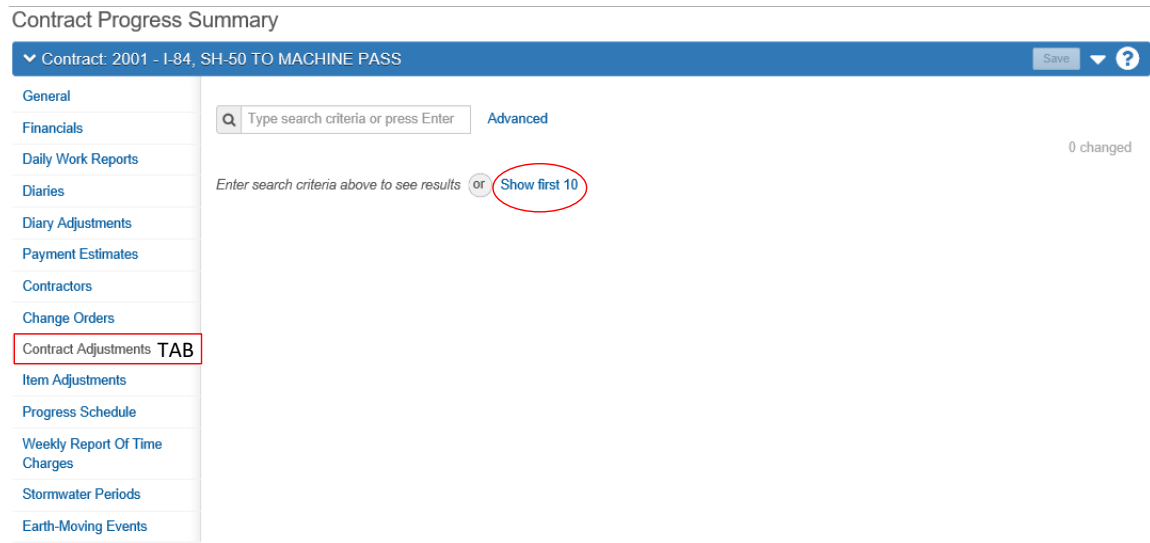 Contract Progress Summary
Contract: 2001 - I-84, SH-50 TO MACHINE PASS
Save
?
General
Financials
Daily Work Reports
Diaries
Diary Adjustments
Payment Estimates
Contractors
Change Orders
Contract Adjustments TAB
Item Adjustments
Progress Schedule
Weekly Report Of Time
Charges
Stormwater Periods
Earth-Moving Events
Type search criteria or press Enter
Advanced
0 changed
Enter search criteria above to see results or Show first 10